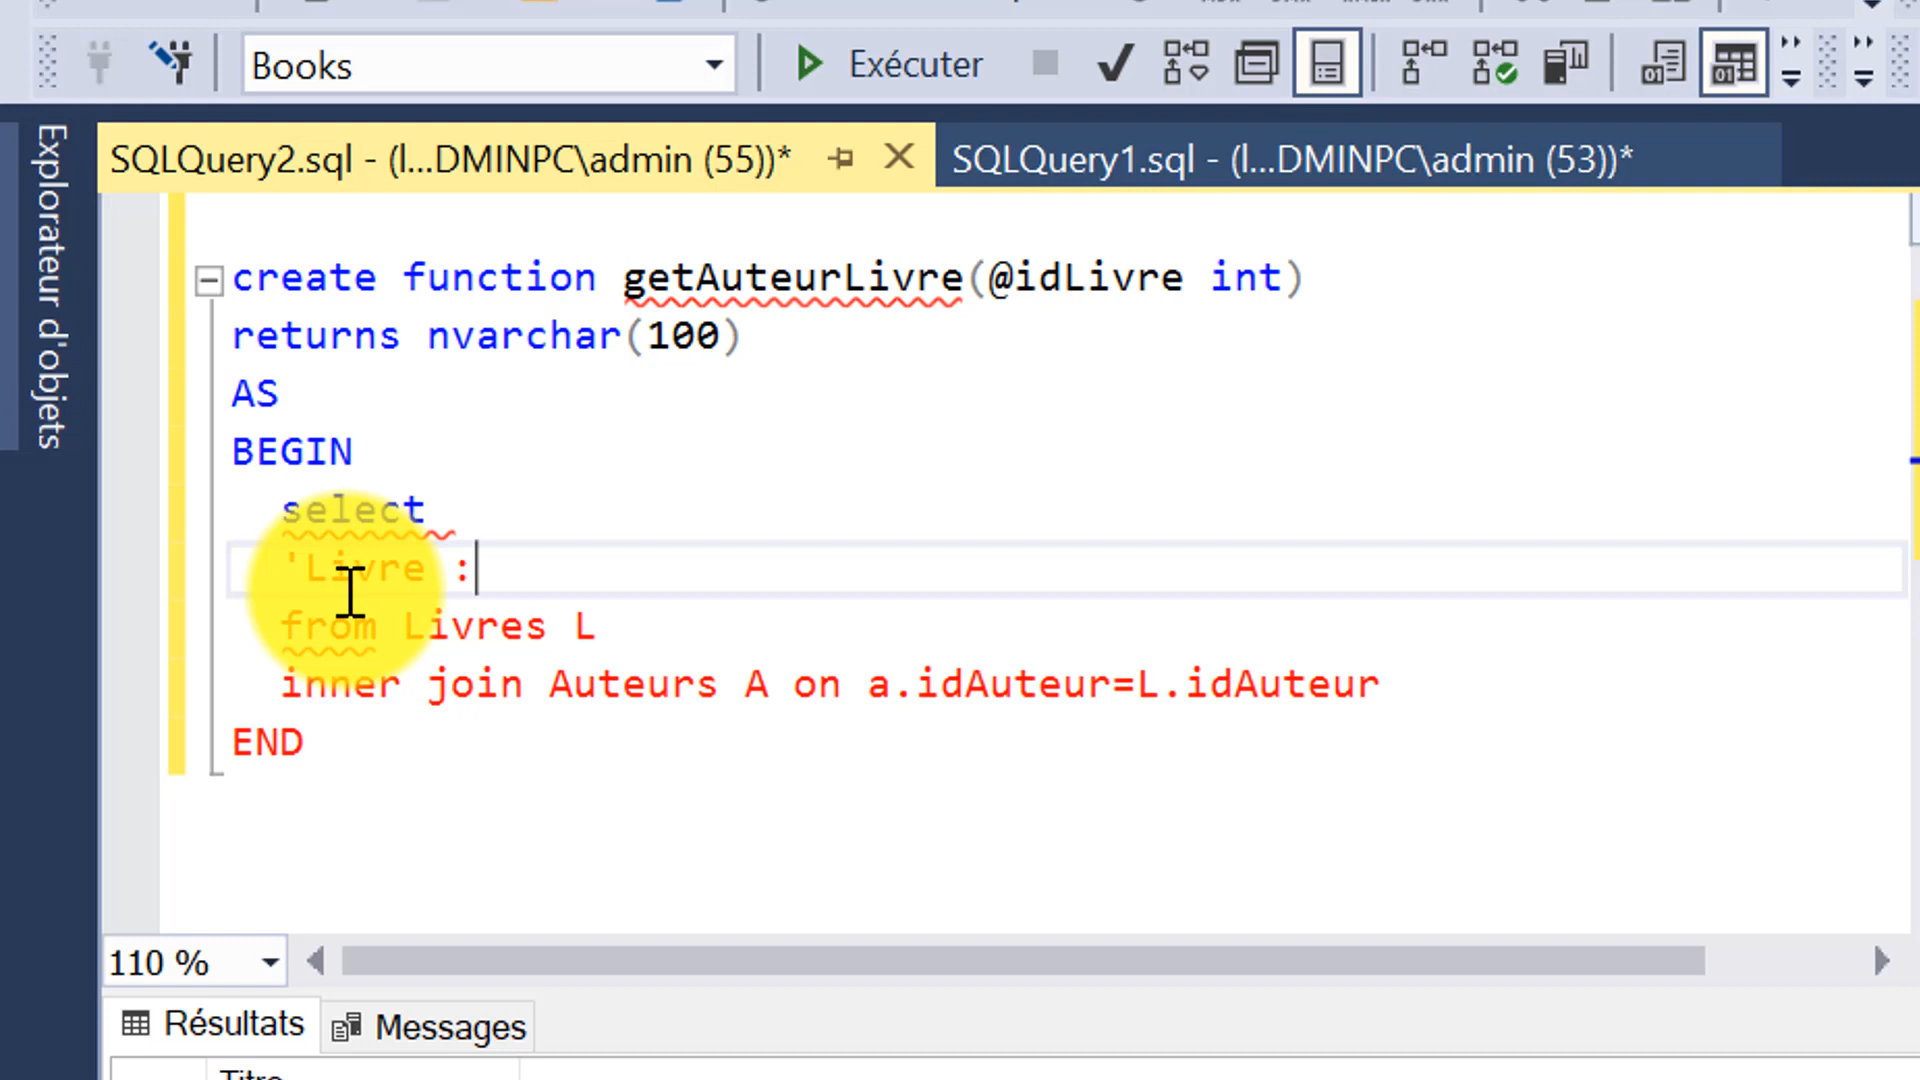 Books
Exécuter
Explorateur d'objets
SQLQuery2.sql - (l...DMINPC\admin (55))*
SQLQuery1.sql - (l...DMINPC\admin (53))*
create function getAuteurLivre(@idLivre int)
returns nvarchar(100)
AS
BEGIN
select
'Livre :
from Livres L
inner join Auteurs A on a.idAuteur=L.idAuteur
END
110 %
Résultats
Messages
Titre